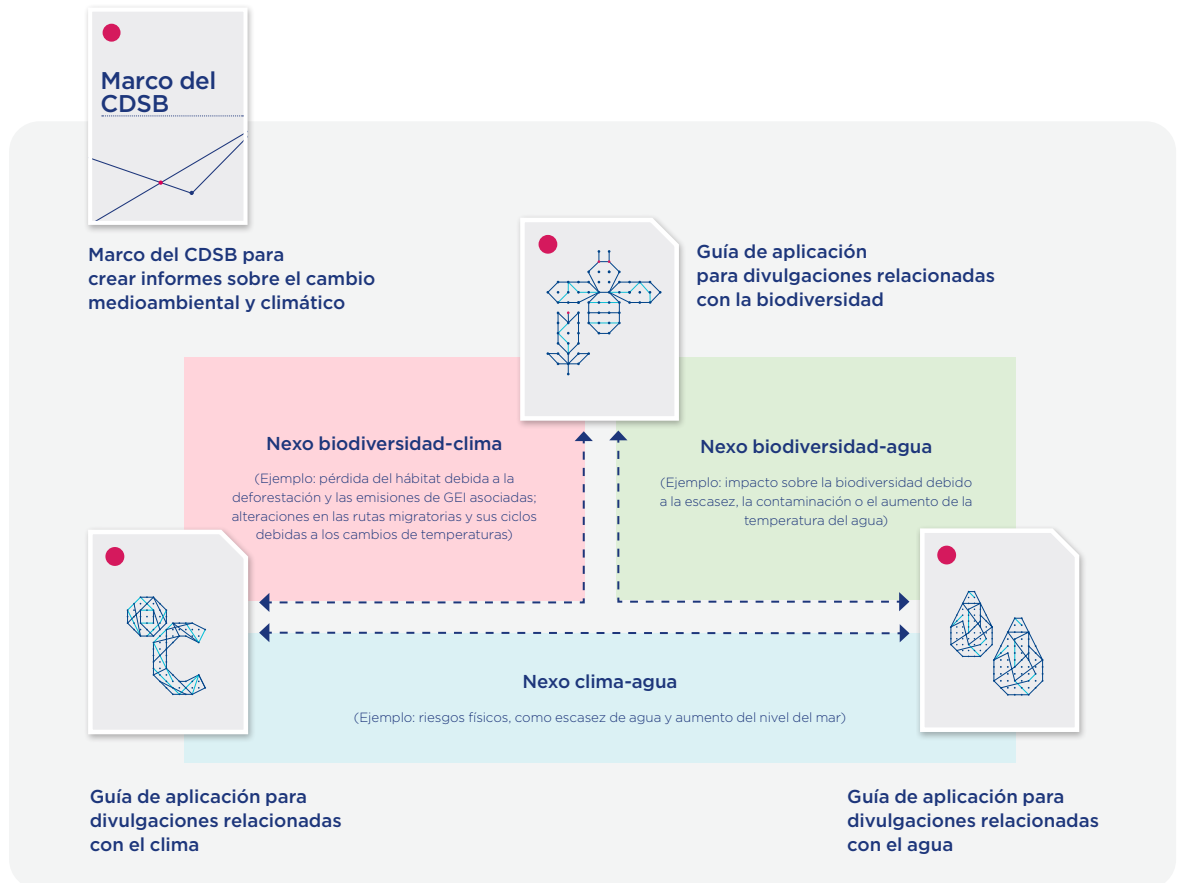 Marco del
CDSB
Marco del CDSB para
crear informes sobre el cambio
medioambiental y climático
Guía de aplicación
para divulgaciones relacionadas
con la biodiversidad
Nexo biodiversidad-clima
(Ejemplo: pérdida del hábitat debida a la
deforestación y las emisiones de GEI asociadas;
alteraciones en las rutas migratorias y sus ciclos
debidas a los cambios de temperaturas)
Nexo biodiversidad-agua
(Ejemplo: impacto sobre la biodiversidad debido
a la escasez, la contaminación o el aumento de la
temperatura del agua)
Nexo clima-agua
(Ejemplo: riesgos físicos, como escasez de agua y aumento del nivel del mar)
Guía de aplicación para
divulgaciones relacionadas
con el clima
Guía de aplicación para
divulgaciones relacionadas
con el agua